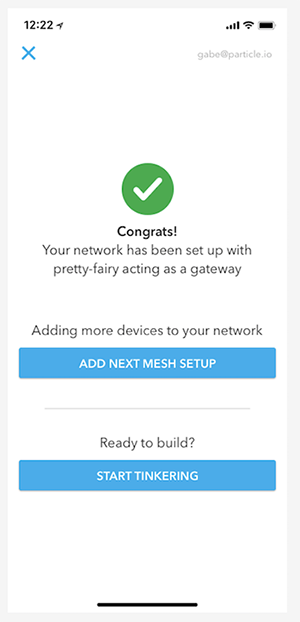 12:22
gabe@particle.io
Congrats!
Your network has been set up with
pretty-fairy acting as a gateway
Adding more devices to your network
ADD NEXT MESH SETUP
Ready to build?
START TINKERING